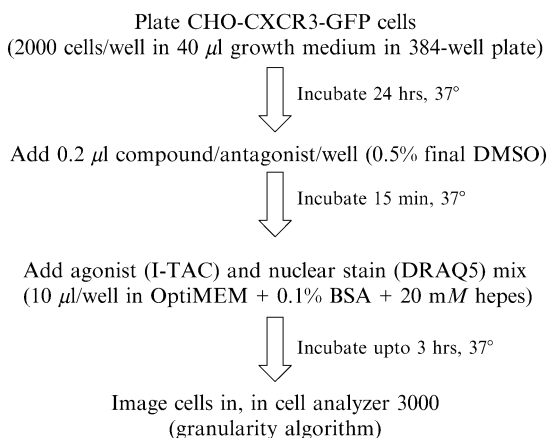 Plate CHO-CXCR3-GFP cells
(2000 cells/well in 40 μl growth medium in 384-well plate)
Incubate 24 hrs, 37°
Add 0.2 μl compound/antagonist/well (0.5% final DMSO)
Incubate 15 min, 37°
Add agonist (I-TAC) and nuclear stain (DRAQ5) mix
(10 μl/well in OptiMEM + 0.1% BSA + 20 mM hepes)
Incubate upto 3 hrs, 37°
Image cells in, in cell analyzer 3000
(granularity algorithm)